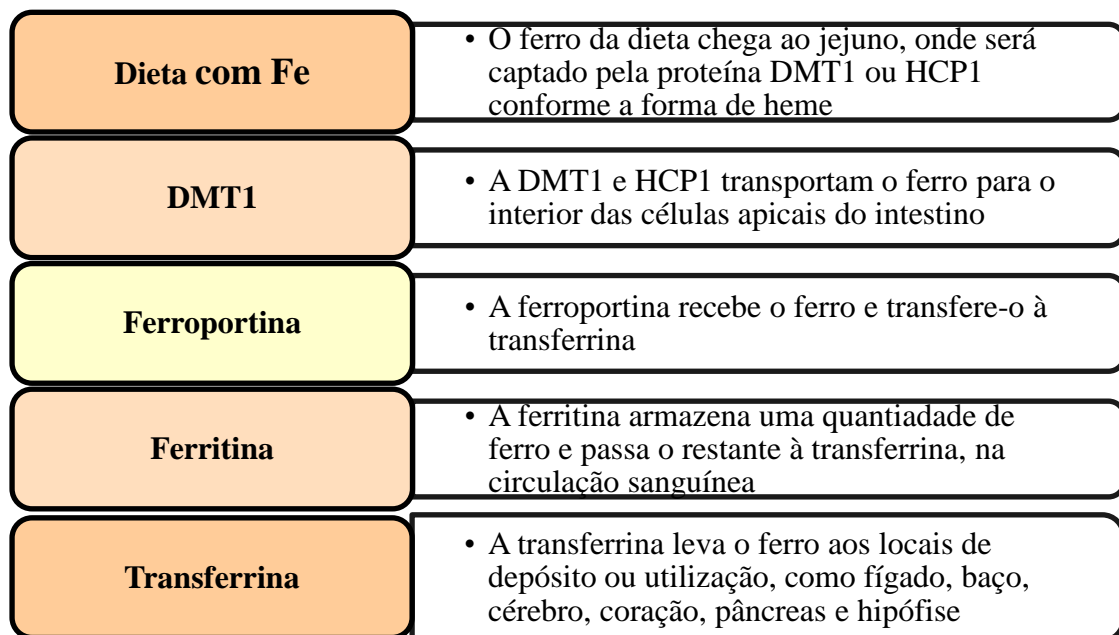 Dieta com Fe
• O ferro da dieta chega ao jejuno, onde será
captado pela proteína DMT1 ou HCP1
conforme a forma de heme
DMT1
• A DMT1 e HCP1 transportam o ferro para o
interior das células apicais do intestino
Ferroportina
• A ferroportina recebe o ferro e transfere-o à
transferrina
Ferritina
• A ferritina armazena uma quantiadade de
ferro e passa o restante à transferrina, na
circulação sanguínea
Transferrina
• A transferrina leva o ferro aos locais de
depósito ou utilização, como fígado, baço,
cérebro, coração, pâncreas e hipófise